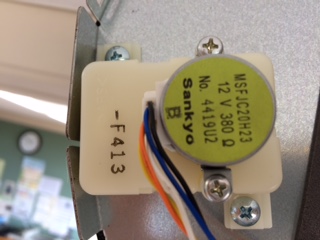 MSFJC20H23
12 V 380 Ω
No. 4419U2
Sankyo
B
-F413